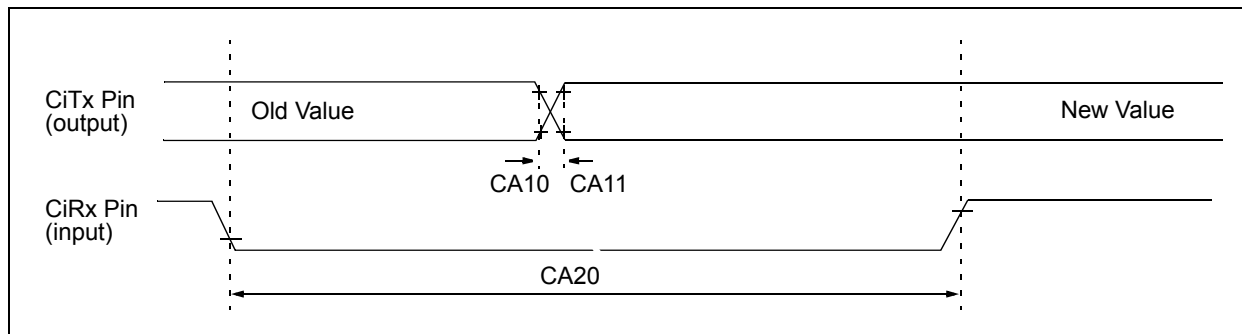 CiTx Pin
(output)
Old Value
New Value
CA10 CA11
CiRx Pin
(input)
CA20